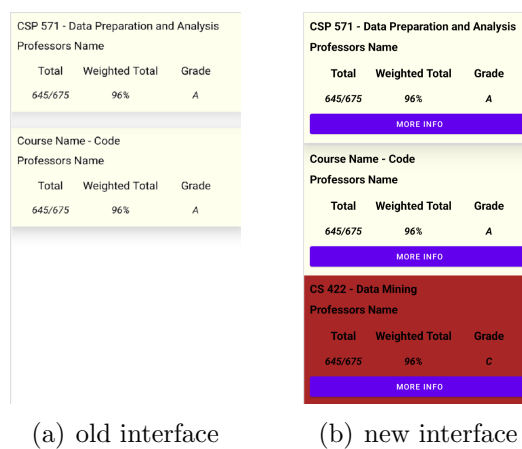 CSP 571 - Data Preparation and Analysis
Professors Name
Total Weighted Total Grade
645/675 96% A
Course Name - Code
Professors Name
Total Weighted Total Grade
645/675 96% A
(a) old interface
CSP 571 - Data Preparation and Analysis
Professors Name
Total Weighted Total Grade
645/675 96% A
MORE INFO
Course Name - Code
Professors Name
Total Weighted Total Grade
645/675 96% A
MORE INFO
CS 422 - Data Mining
Professors Name
Total Weighted Total Grade
645/675 96% C
MORE INFO
(b) new interface